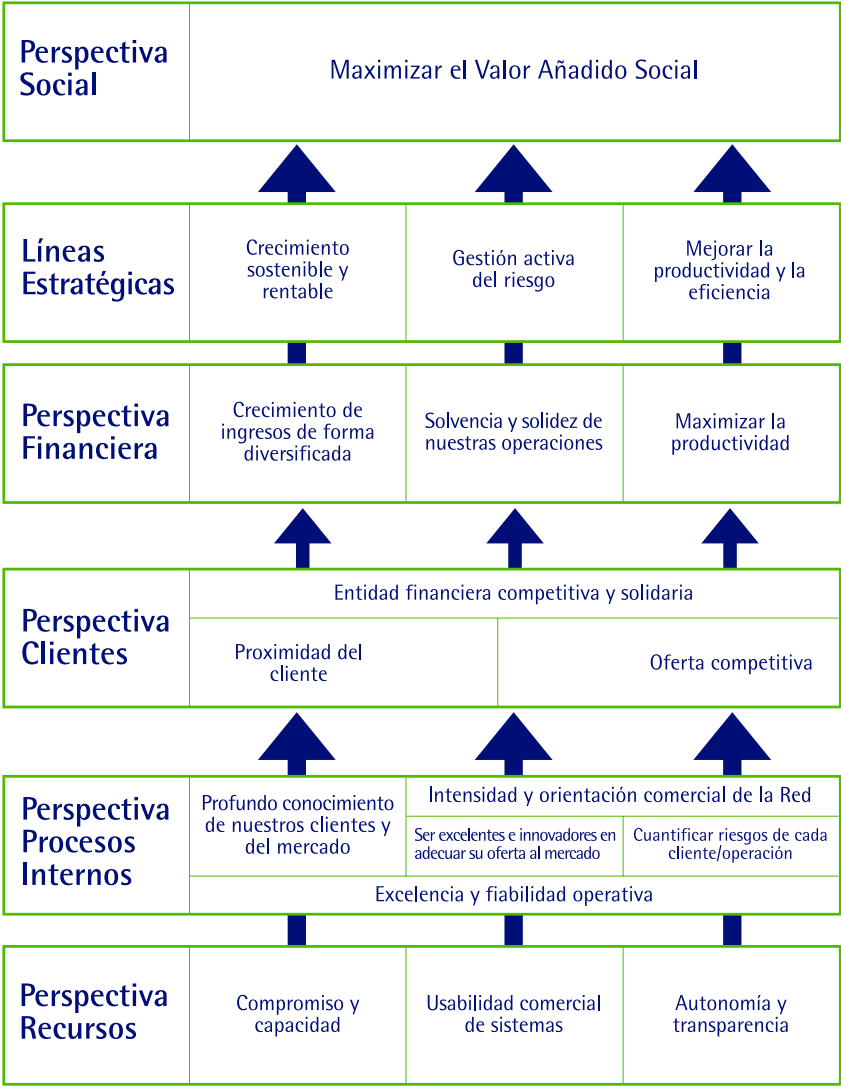 Perspectiva
Social
Maximizar el Valor Añadido Social
Líneas
Estratégicas
Crecimiento
sostenible y
rentable
Gestión activa
del riesgo
Mejorar la
productividad y la
eficiencia
Perspectiva
Financiera
Crecimiento de
ingresos de forma
diversificada
Solvencia y solidez de
nuestras operaciones
Maximizar la
productividad
Perspectiva
Clientes
Entidad financiera competitiva y solidaria
Proximidad del
cliente
Oferta competitiva
Perspectiva
Procesos
Internos
Profundo conocimiento
de nuestros clientes y
del mercado
Intensidad y orientación comercial de la Red
Ser excelentes e innovadores en
adecuar su oferta al mercado
Cuantificar riesgos de cada
cliente/operación
Excelencia y fiabilidad operativa
Perspectiva
Recursos
Compromiso y
capacidad
Usabilidad comercial
de sistemas
Autonomía y
transparencia